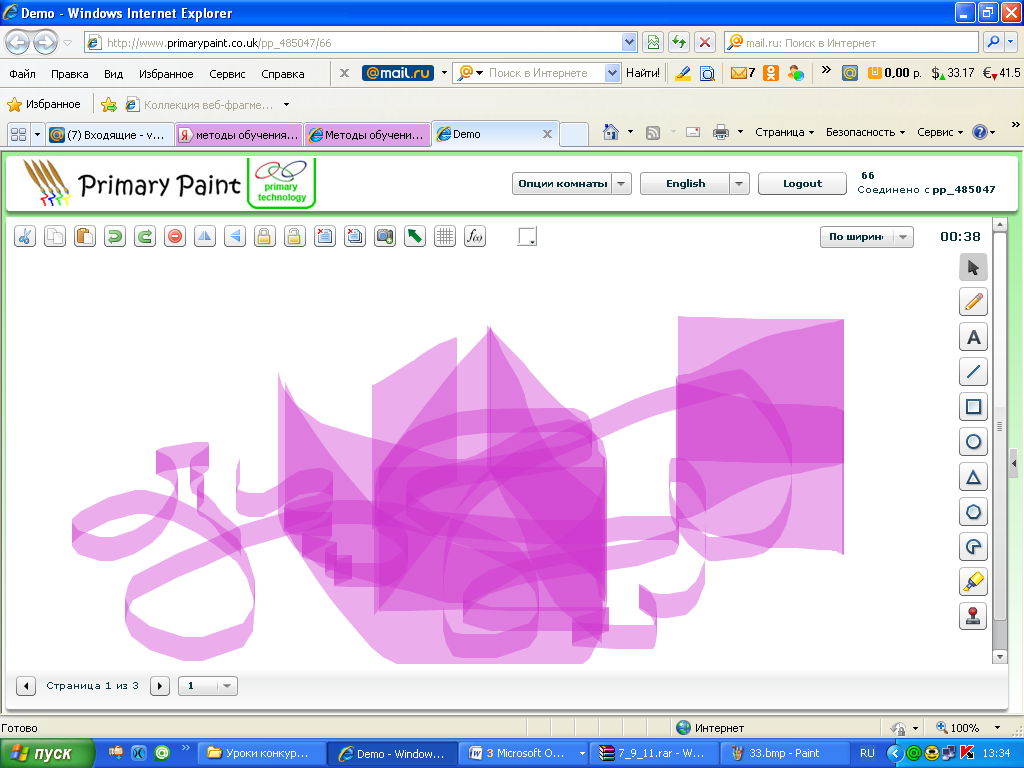 Demo - Windows Internet Explorer
http://www.primarypaint.co.uk/pp_485047/66
mail.ru: Поиск в Интернет
Файл Правка Вид Избранное Сервис Справка
@mail.ru Поиск в Интернете Найти! 7 0,00 р. $ 33.17 € 41.5
Избранное Коллекция веб-фрагме...
(7) Входящие - v... методы обучения... Методы обучени... Demo
Страница Безопасность Сервис
Primary Paint
primary
technology
Опции комнаты English Logout
66
Соединено с pp_485047
f(x)
По ширин
00:38
A
Страница 1 из 3 1
Готово Интернет 100%
пуск Уроки конкур... Demo - Window... 3 Microsoft O... 7_9_11.rar - W... 33.bmp - Paint RU 13:34